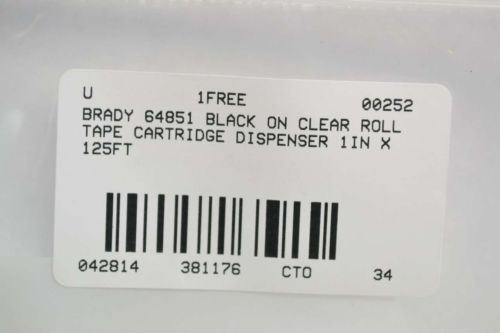 U 1FREE 00252
BRADY 64851 BLACK ON CLEAR ROLL
TAPE CARTRIDGE DISPENSER 1IN X
125FT
042814 381176 CTO 34